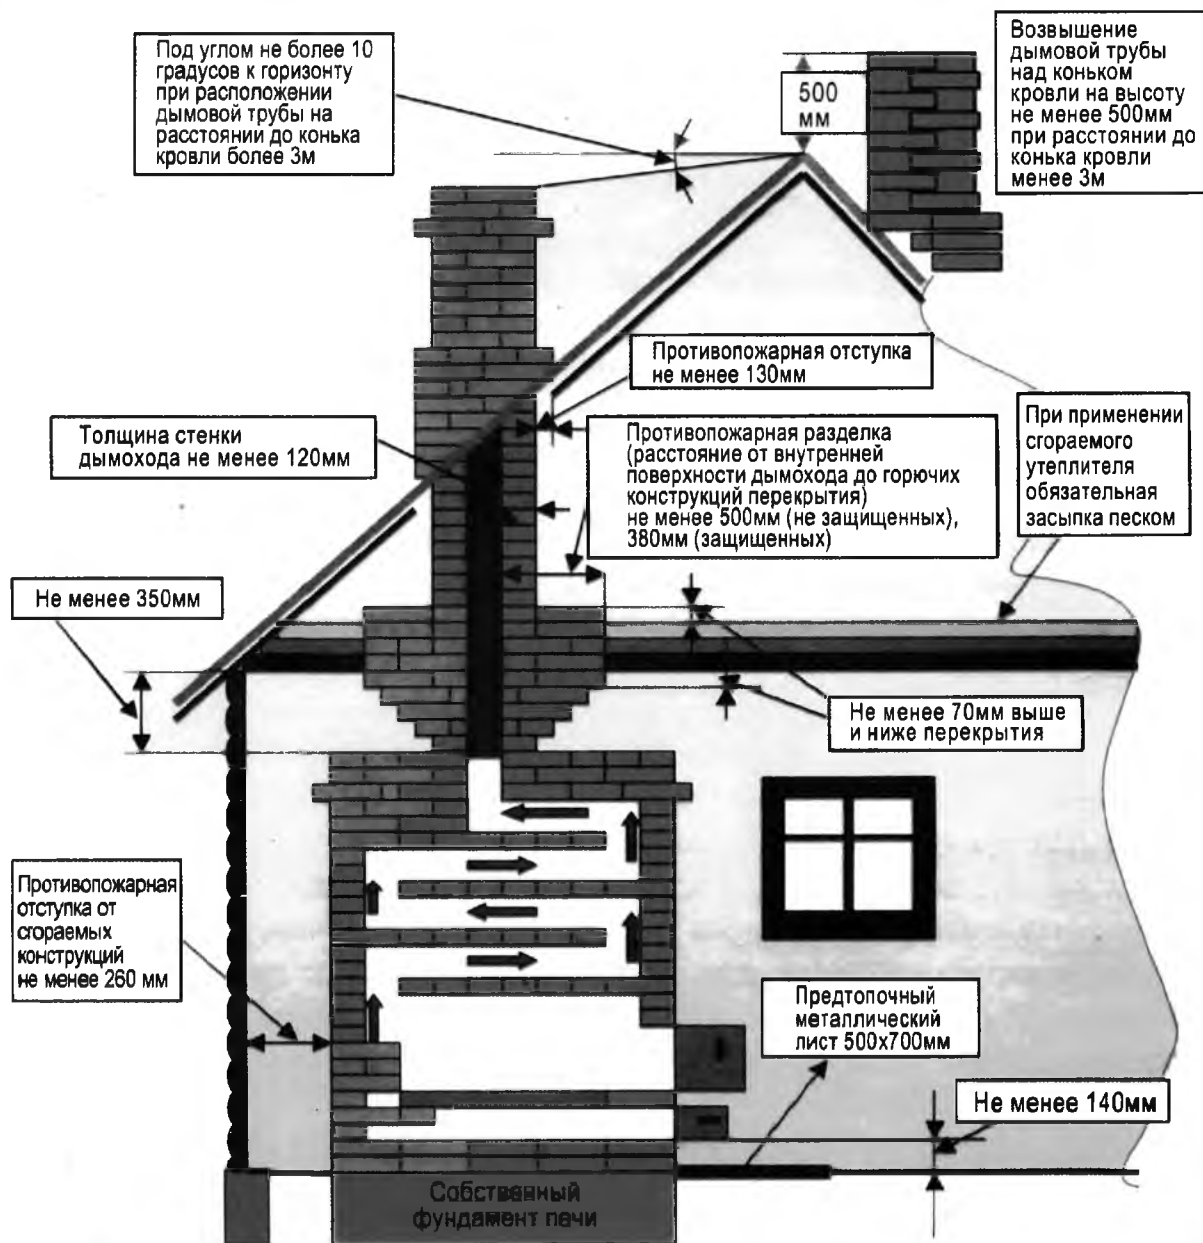 Под углом не более 10
градусов к горизонту
при расположении
дымовой трубы на
расстоянии до конька
кровли более 3м
500
мм
Возвышение
дымовой трубы
над коньком
кровли на высоту
не менее 500мм
при расстоянии до
конька кровли
менее 3м
Противопожарная отступка
не менее 130мм
Толщина стенки
дымохода не менее 120мм
Противопожарная разделка
(расстояние от внутренней
поверхности дымохода до горючих
конструкций перекрытия)
не менее 500мм (не защищенных),
380мм (защищенных)
При применении
сгораемого
утеплителя
обязательная
засыпка песком
Не менее 350мм
Не менее 70мм выше
и ниже перекрытия
Противопожарная
отступка от
сгораемых
конструкций
не менее 260 мм
Предтопочный
металлический
лист 500х700мм
Не менее 140мм
Собственный
фундамент печи